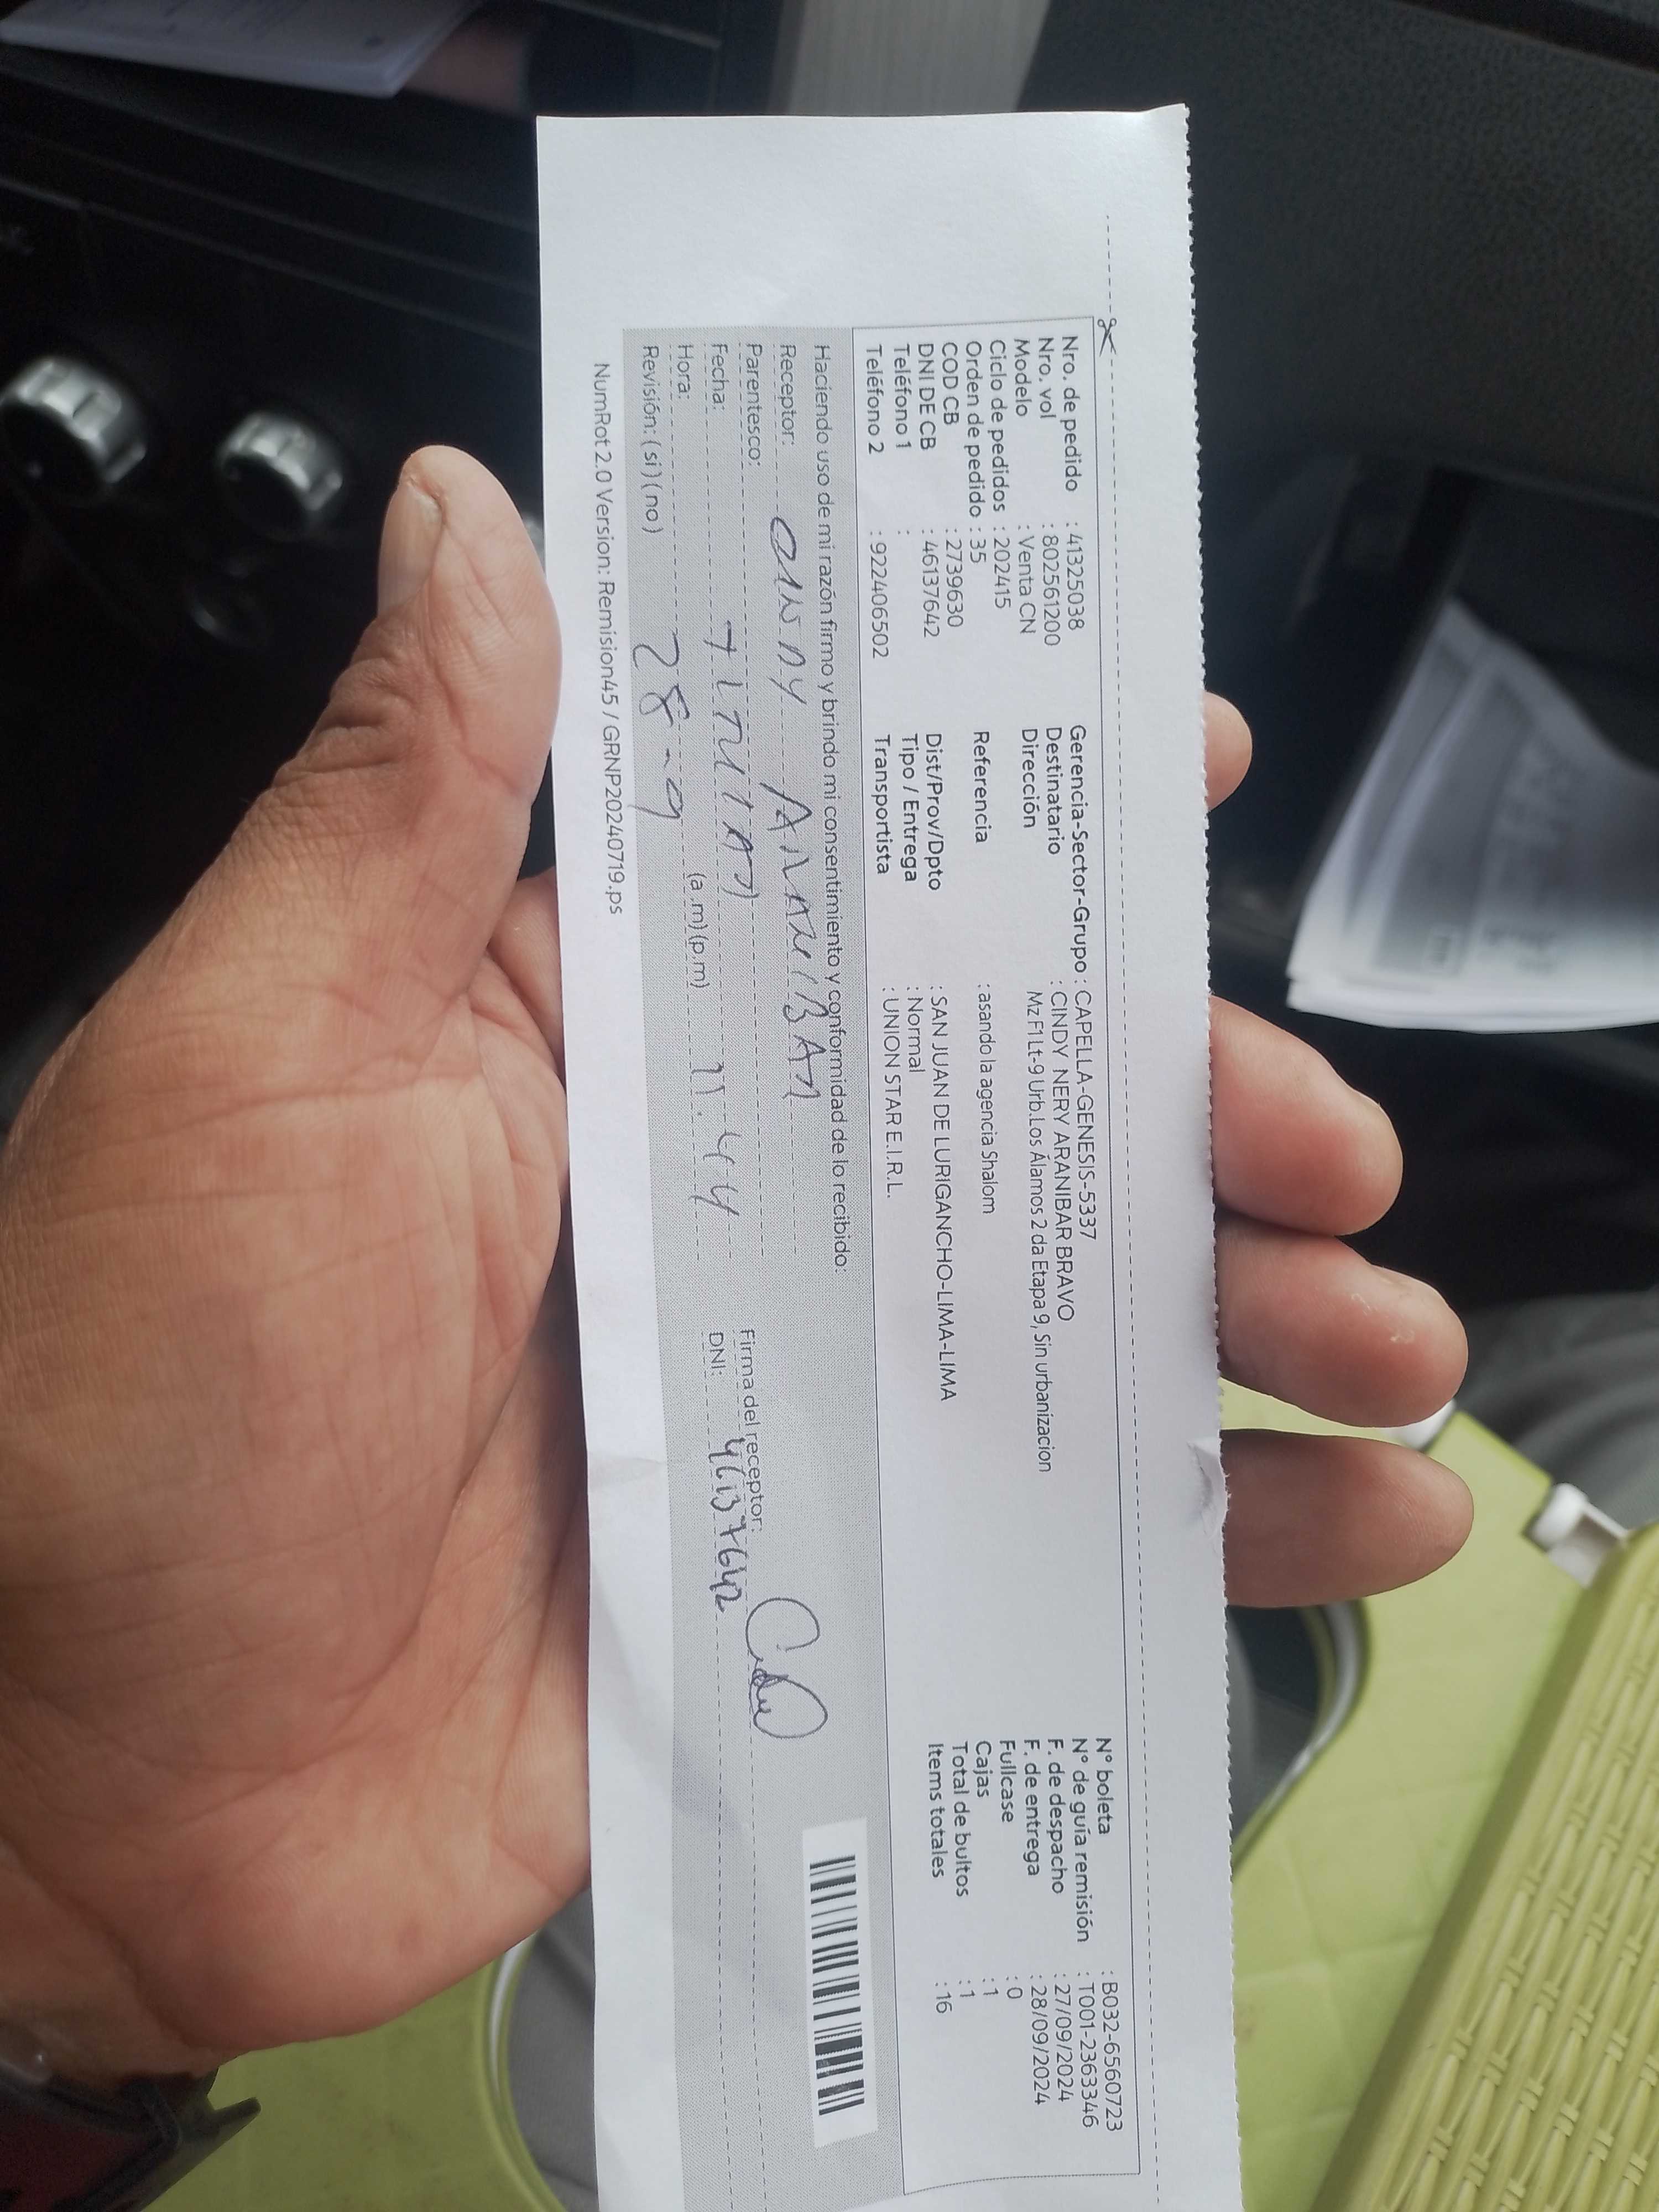 Nro. de pedido : 41325038
Nro. vol : 802561200
Modelo : Venta CN
Ciclo de pedidos : 202415
Orden de pedido : 35
COD CB : 2739630
DNI DE CB : 46137642
Teléfono 1 :
Teléfono 2 : 922406502
Gerencia-Sector-Grupo : CAPELLA-GENESIS-5337
Destinatario : CINDY NERY ARANIBAR BRAVO
Dirección Mz F1 Lt-9 Urb.Los Álamos 2 da Etapa 9, Sin urbanizacion
Referencia : asando la agencia Shalom
Dist/Prov/Dpto : SAN JUAN DE LURIGANCHO-LIMA-LIMA
Tipo / Entrega : Normal
Transportista : UNION STAR E.I.R.L.
N° boleta : B032-6560723
N° de guía remisión : T001-2363346
F. de despacho : 27/09/2024
F. de entrega : 28/09/2024
Fullcase : 0
Cajas : 1
Total de bultos : 1
Items totales : 16
Haciendo uso de mi razón firmo y brindo mi consentimiento y conformidad de lo recibido:
Receptor:
Parentesco:
Fecha: 28-9
Hora: (a.m)(p.m) 11.44
Revisión: (si)(no)
Firma del receptor:
DNI: 46137642
NumRot 2.0 Version: Remision45 / GRNP20240719.ps